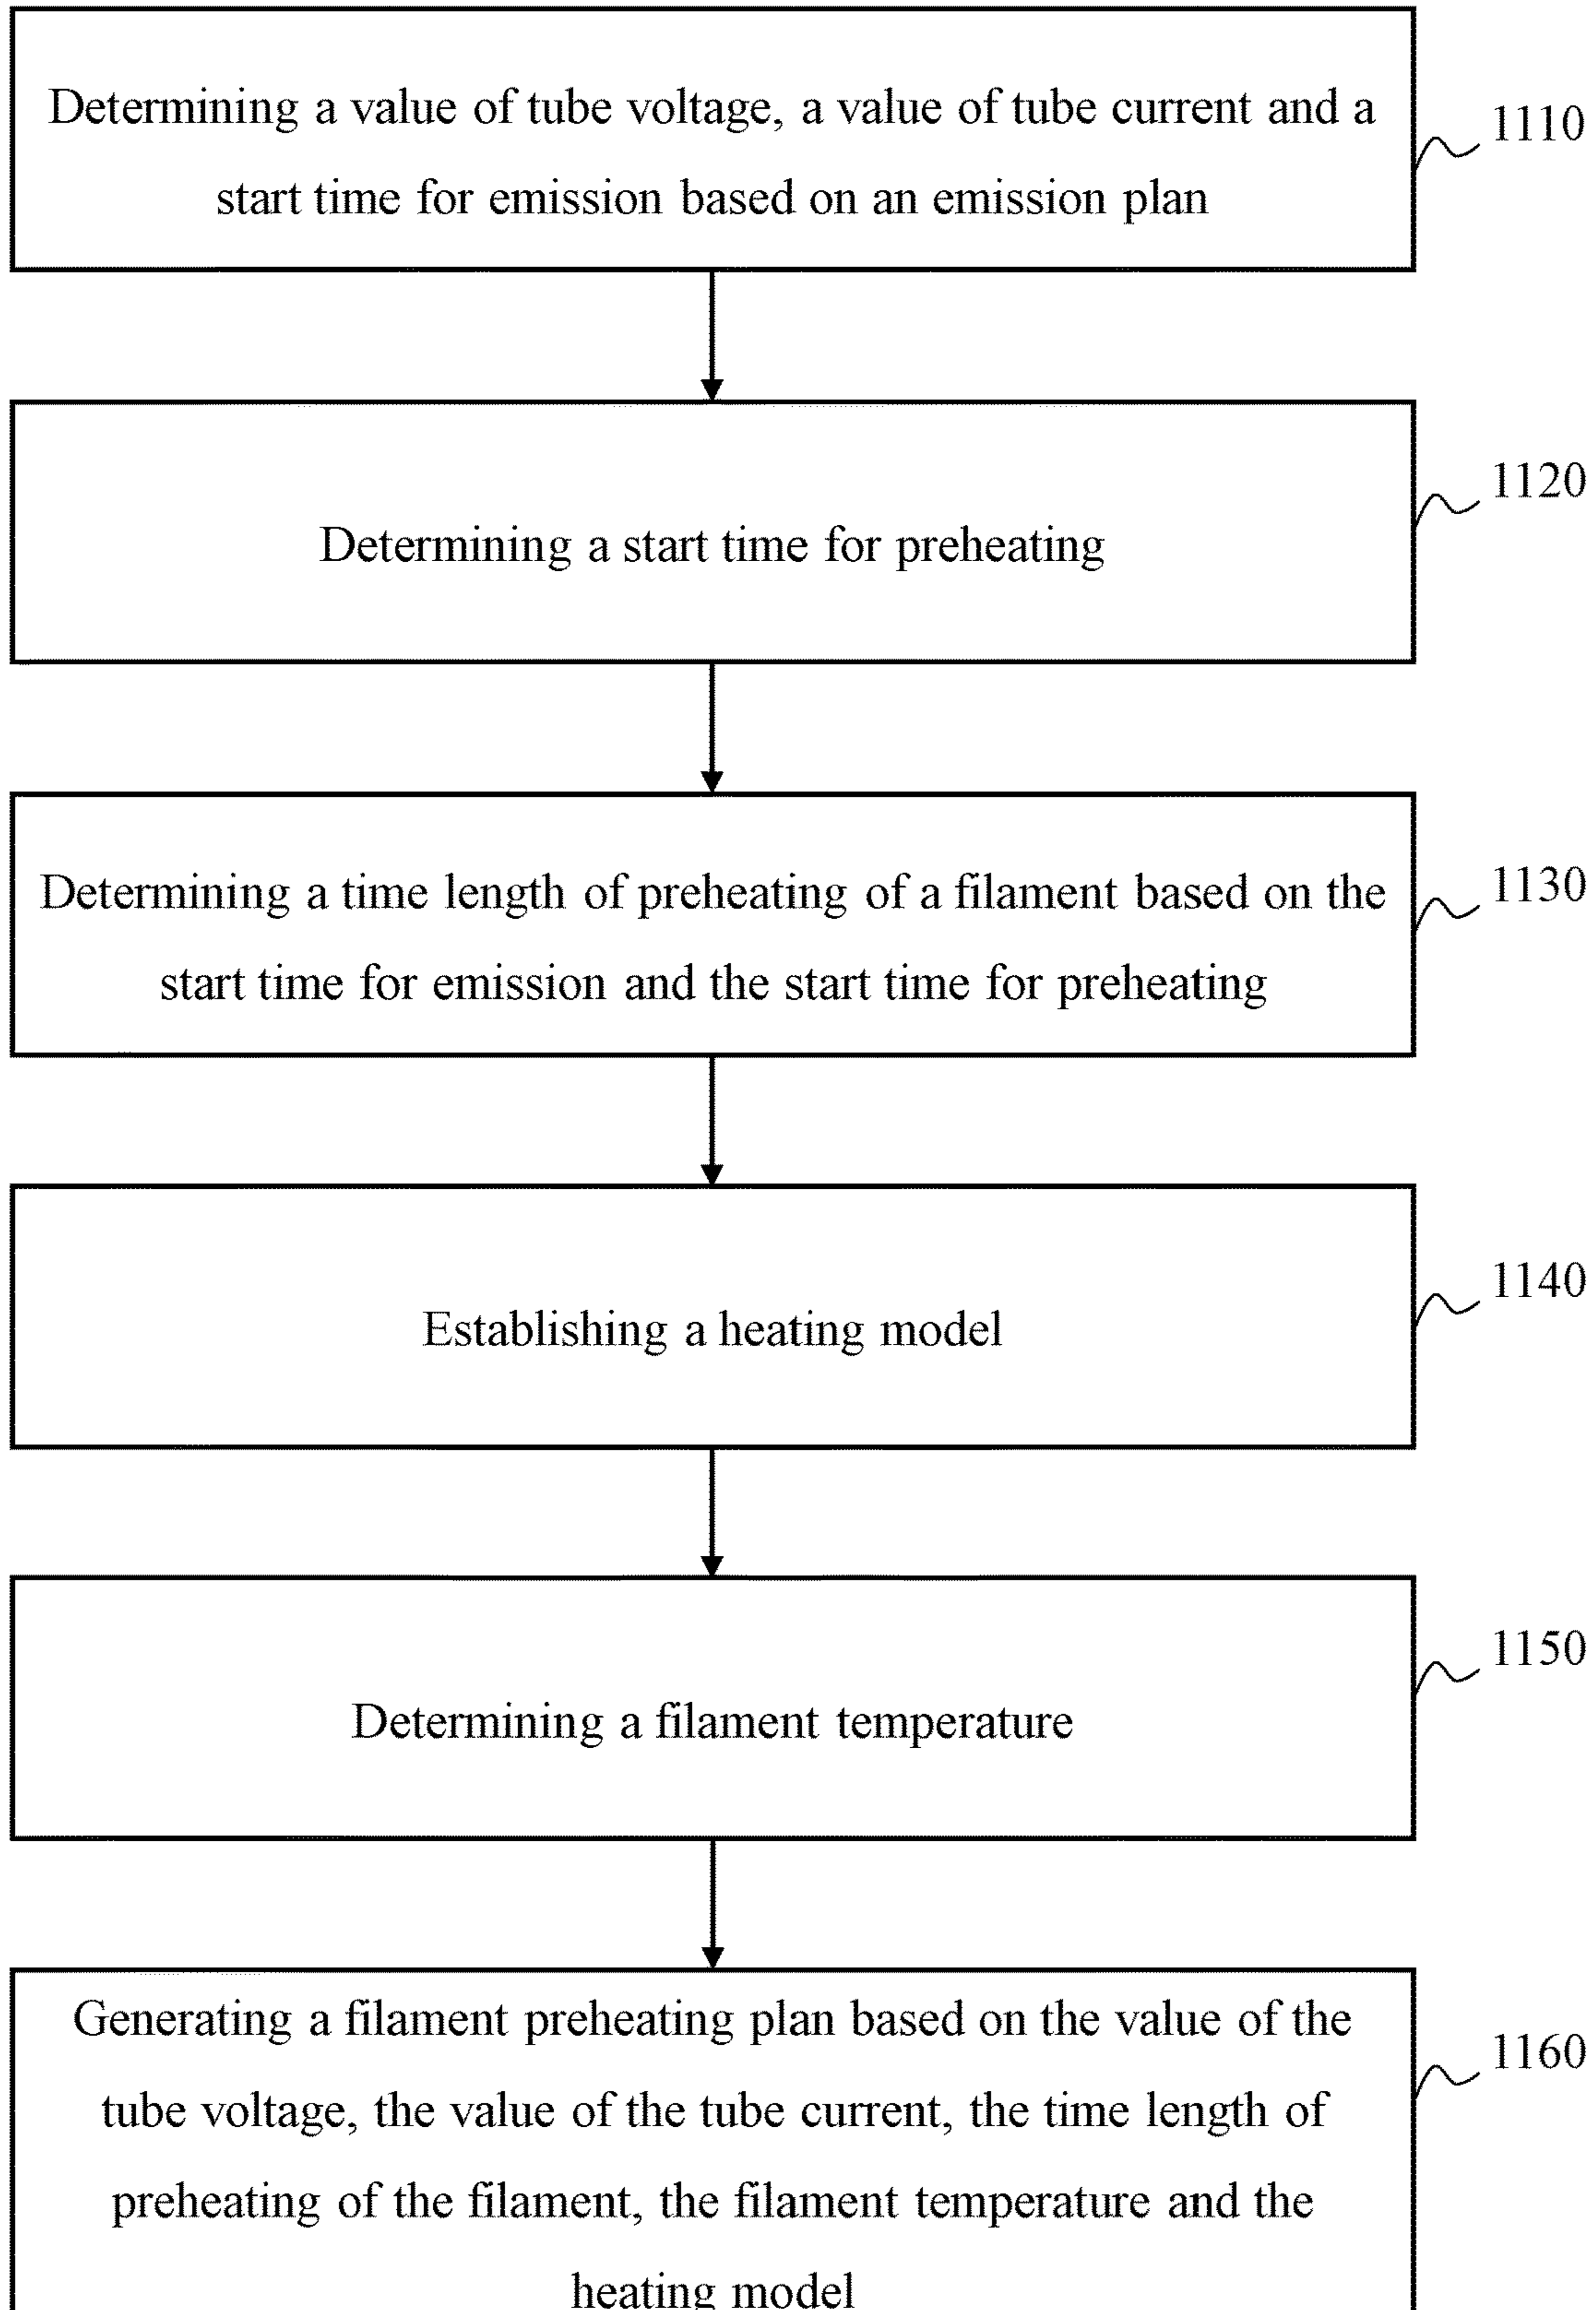 Determining a value of tube voltage, a value of tube current and a
start time for emission based on an emission plan
1110
Determining a start time for preheating
1120
Determining a time length of preheating of a filament based on the
start time for emission and the start time for preheating
1130
Establishing a heating model
1140
Determining a filament temperature
1150
Generating a filament preheating plan based on the value of the
tube voltage, the value of the tube current, the time length of
preheating of the filament, the filament temperature and the
heating model
1160